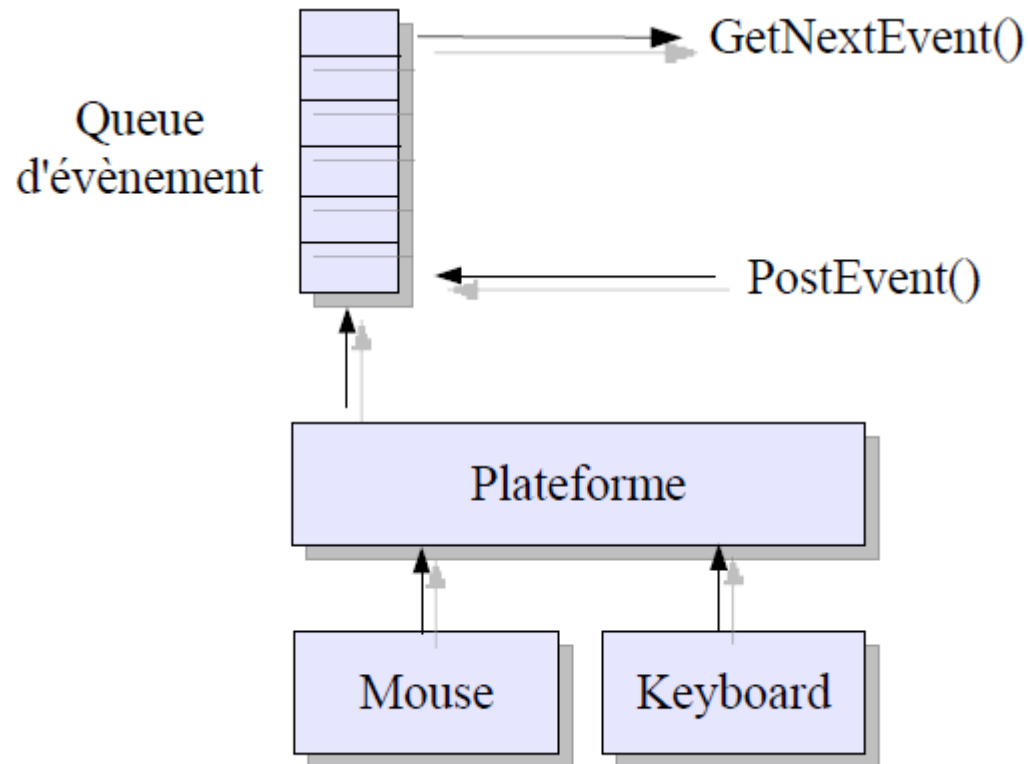 GetNextEvent()
Queue
d'évènement
PostEvent()
Plateforme
Mouse
Keyboard